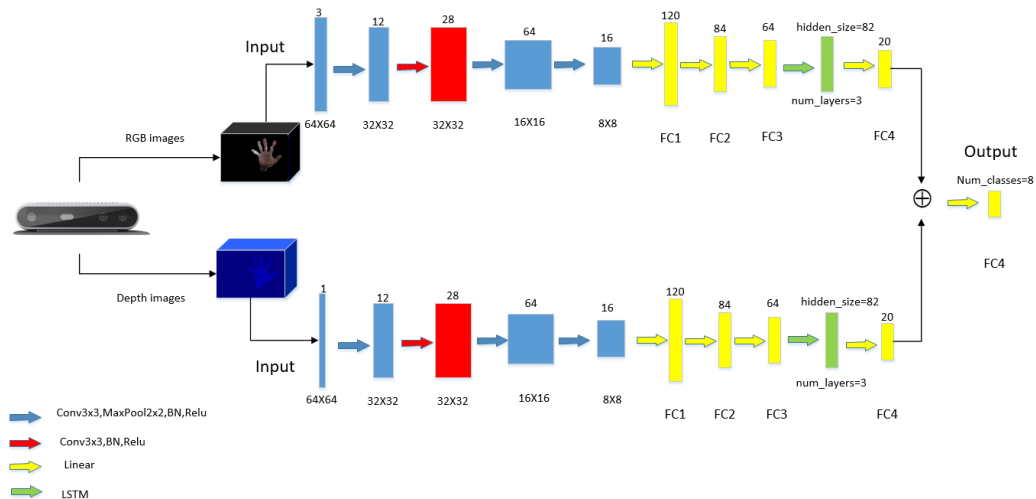 3
12
28
64
16
120
84
64
hidden_size=82
20
Input
64X64
32X32
32X32
16X16
8X8
FC1
FC2
FC3
num_layers=3
FC4
RGB images
Output
Num_classes=8
FC4
Depth images
1
12
28
64
16
120
84
64
hidden_size=82
20
Input
64X64
32X32
32X32
16X16
8X8
FC1
FC2
FC3
num_layers=3
FC4
Conv3x3,MaxPool2x2,BN,Relu
Conv3x3,BN,Relu
Linear
LSTM